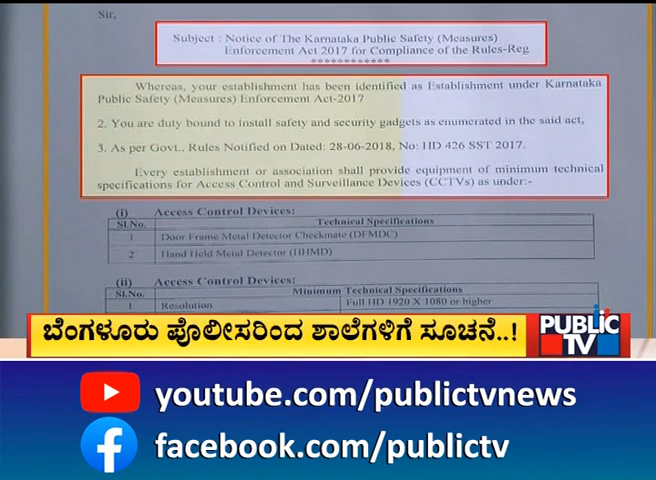 Sir,
Subject : Notice of The Karnataka Public Safety (Measures)
Enforcement Act 2017 for Compliance of the Rules-Reg
************
Whereas, your establishment has been identified as Establishment under Karnataka
Public Safety (Measures) Enforcement Act-2017
2. You are duty bound to install safety and security gadgets as enumerated in the said act,
3. As per Govt., Rules Notified on Dated: 28-06-2018, No: HD 426 SST 2017.
Every establishment or association shall provide equipment of minimum technical
specifications for Access Control and Surveillance Devices (CCTVs) as under:-
(i) Access Control Devices:
Sl.No. Technical Specifications
1 Door Frame Metal Detector Checkmate (DFMDC)
2 Hand Held Metal Detector (HHMD)
(ii) Access Control Devices:
Sl.No. Minimum Technical Specifications
1 Resolution Full HD 1920 X 1080 or higher
ಬೆಂಗಳೂರು ಪೊಲೀಸರಿಂದ ಶಾಲೆಗಳಿಗೆ ಸೂಚನೆ..!
PUBLiC
TV
youtube.com/publictvnews
facebook.com/publictv